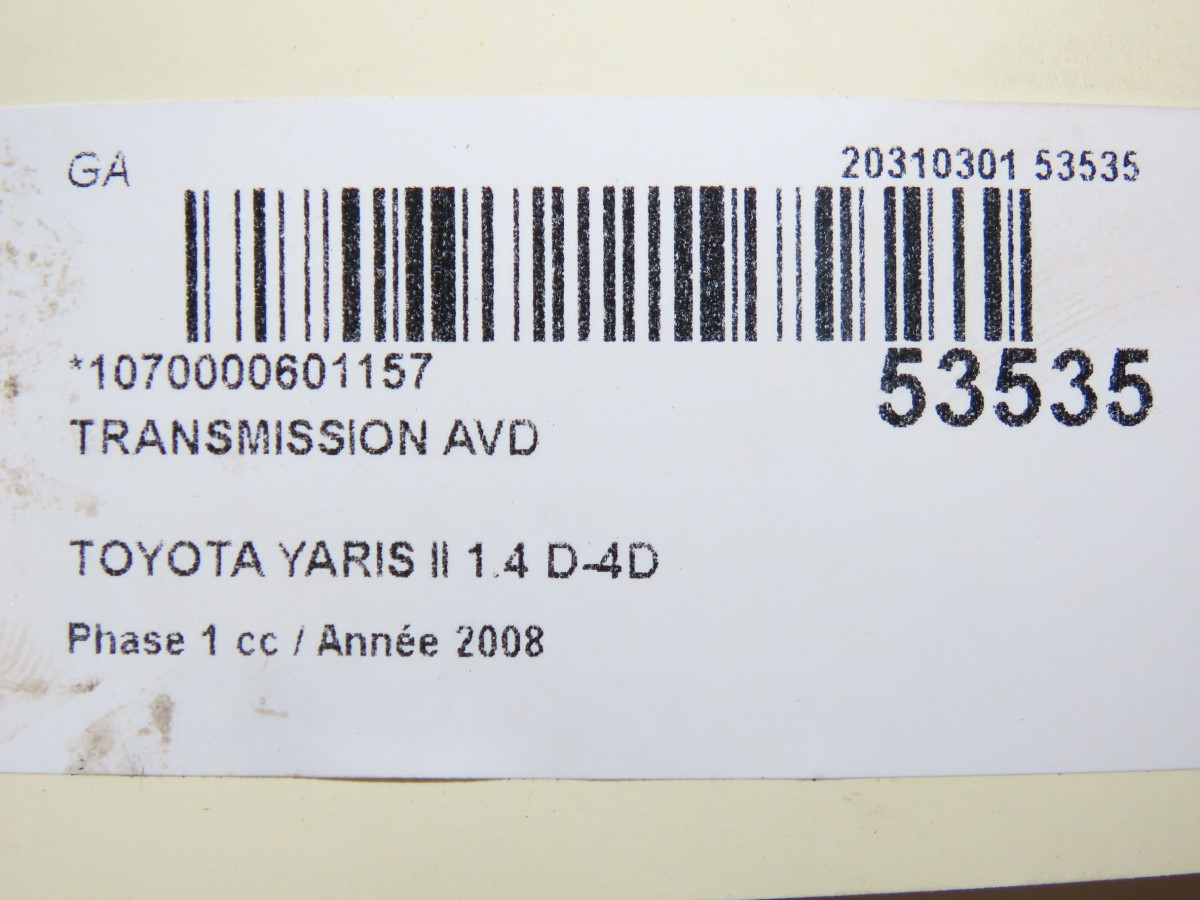 GA
20310301 53535
*1070000601157
53535
TRANSMISSION AVD
TOYOTA YARIS II 1.4 D-4D
Phase 1 cc / Année 2008